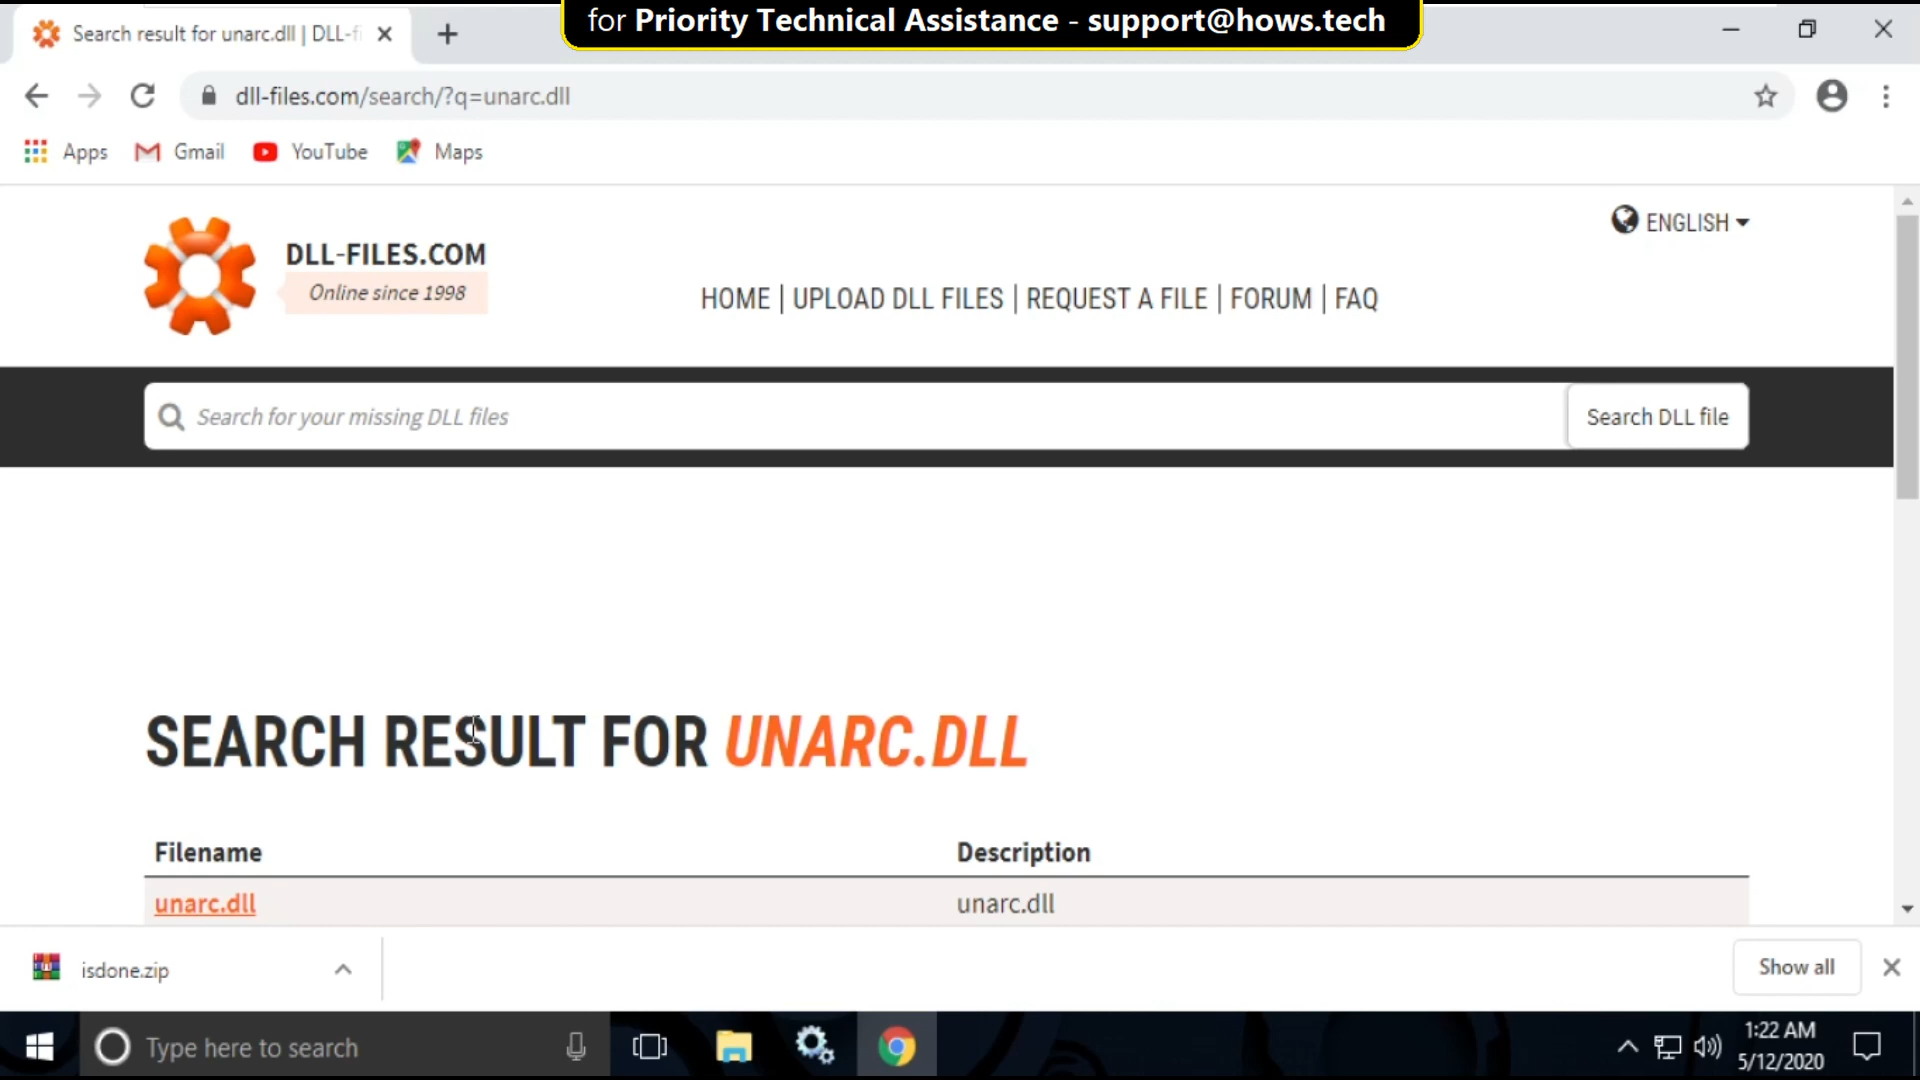 for Priority Technical Assistance - support@hows.tech
Search result for unarc.dll | DLL-fi
dll-files.com/search/?q=unarc.dll
Apps Gmail YouTube Maps
ENGLISH
DLL-FILES.COM
Online since 1998
HOME | UPLOAD DLL FILES | REQUEST A FILE | FORUM | FAQ
Search for your missing DLL files
Search DLL file
SEARCH RESULT FOR UNARC.DLL
Filename Description
unarc.dll unarc.dll
isdone.zip
Show all
Type here to search
1:22 AM
5/12/2020